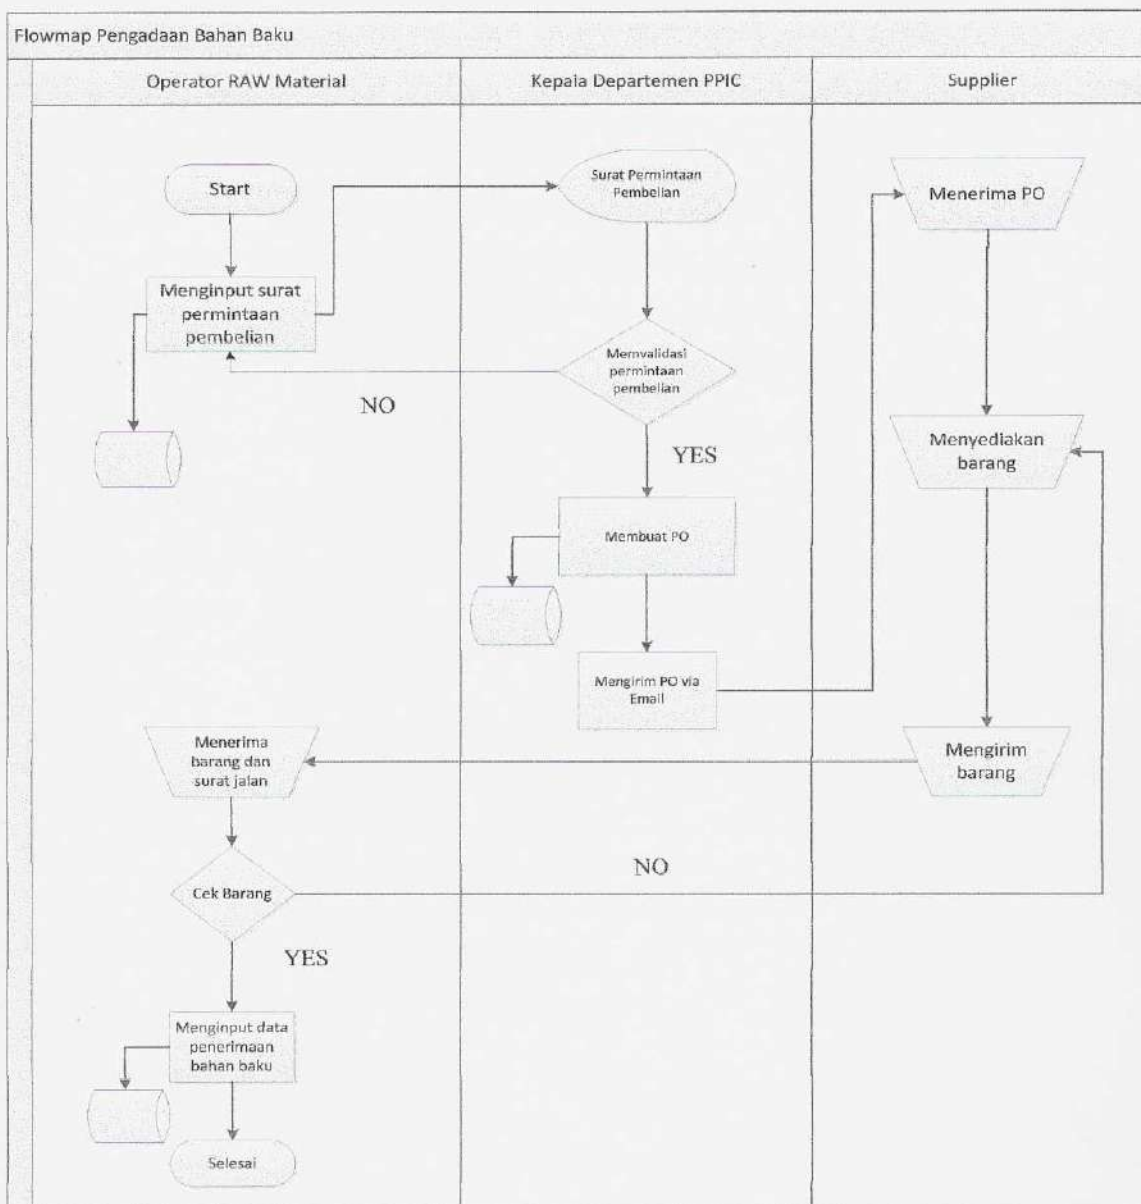 Flowmap Pengadaan Bahan Baku
Operator RAW Material
Kepala Departemen PPIC
Supplier
Start
Surat Permintaan
Pembelian
Menerima PO
Menginput surat
permintaan
pembelian
Memvalidasi
permintaan
pembelian
NO
YES
Menyediakan
barang
Membuat PO
Mengirim PO via
Email
Menerima
barang dan
surat jalan
Mengirim
barang
Cek Barang
NO
YES
Menginput data
penerimaan
bahan baku
Selesai